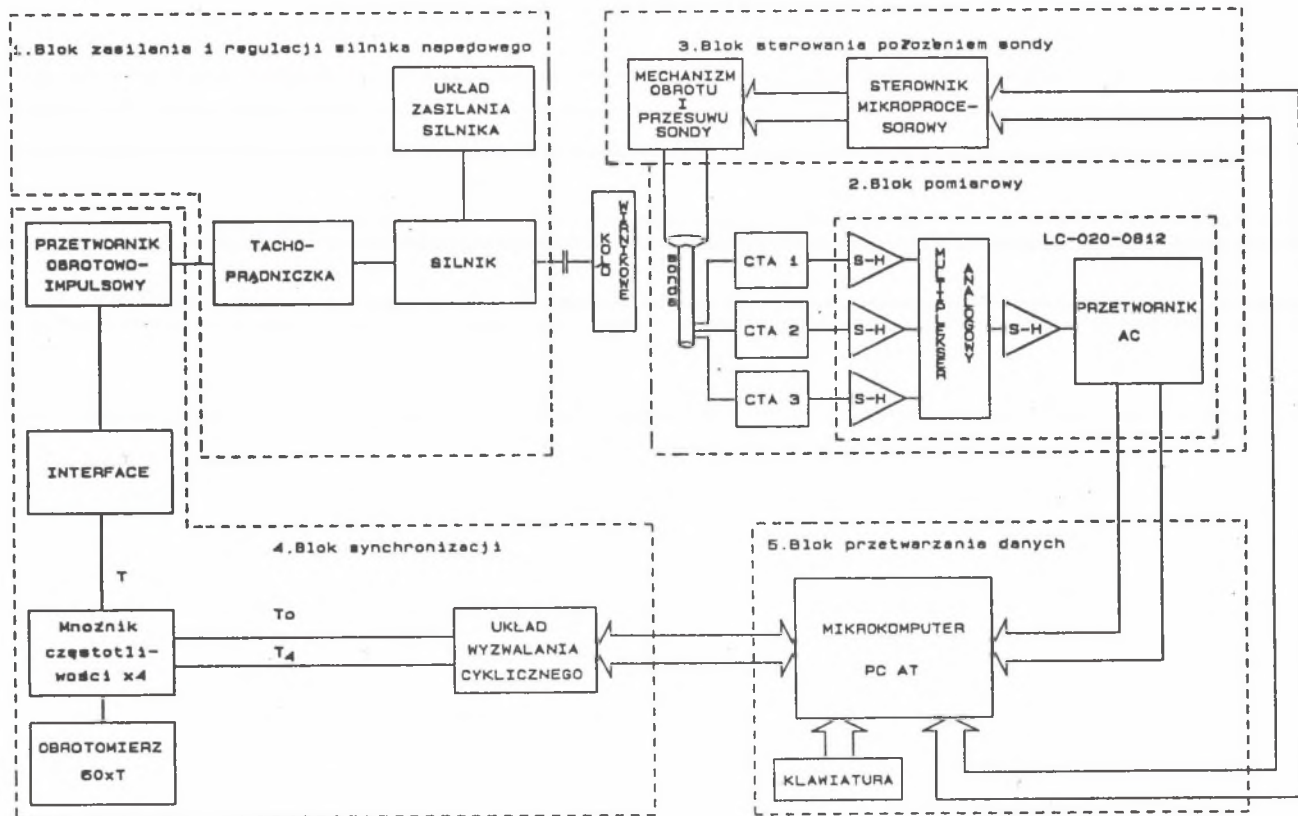 1.Blok zasilania i regulacji silnika napędowego
UKŁAD
ZASILANIA
SILNIKA
PRZETWORNIK
OBROTOWO-
IMPULSOWY
TACHO-
PRĄDNICZKA
SILNIK
KOŁO
WIRNIKOWE
3.Blok sterowania położeniem sondy
MECHANIZM
OBROTU
I
PRZESUWU
SONDY
STEROWNIK
MIKROPROCE-
SOROWY
2.Blok pomiarowy
LC-020-0812
sonda
CTA 1
CTA 2
CTA 3
S-H
S-H
S-H
MULTIPLEKSER
ANALOGOWY
S-H
PRZETWORNIK
AC
INTERFACE
T
4.Blok synchronizacji
Mnożnik
częstotli-
wości x4
To
T4
UKŁAD
WYZWALANIA
CYKLICZNEGO
OBROTOMIERZ
60xT
5.Blok przetwarzania danych
MIKROKOMPUTER
PC AT
KLAWIATURA